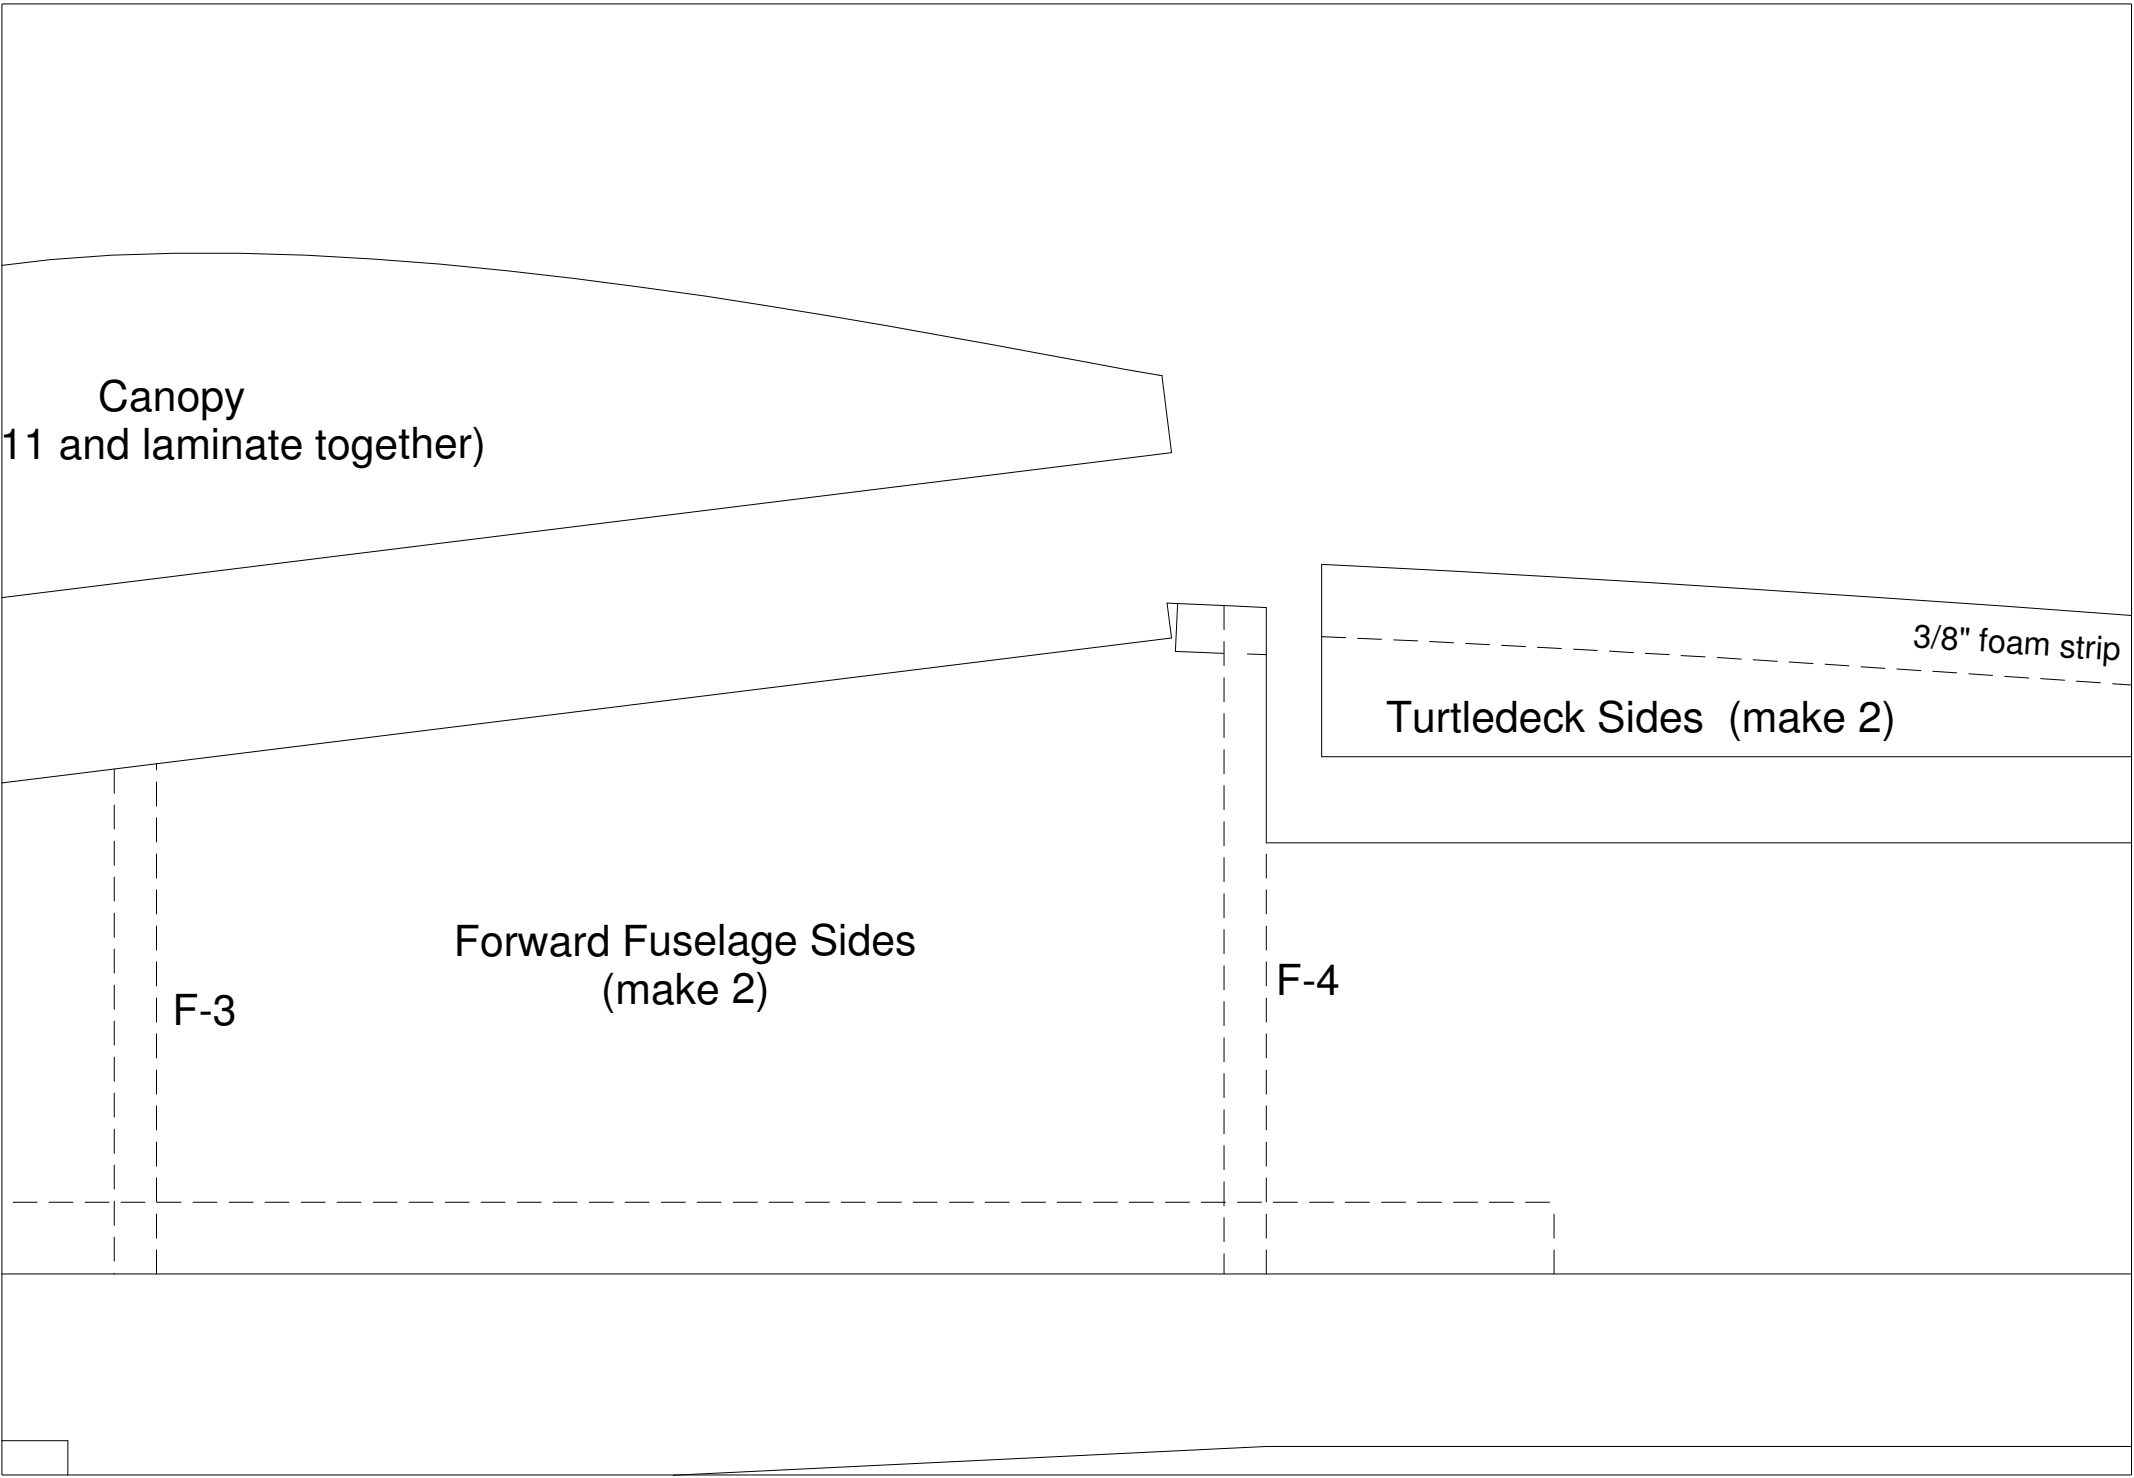 Canopy
11 and laminate together)
3/8" foam strip
Turtledeck Sides (make 2)
Forward Fuselage Sides
(make 2)
F-3
F-4